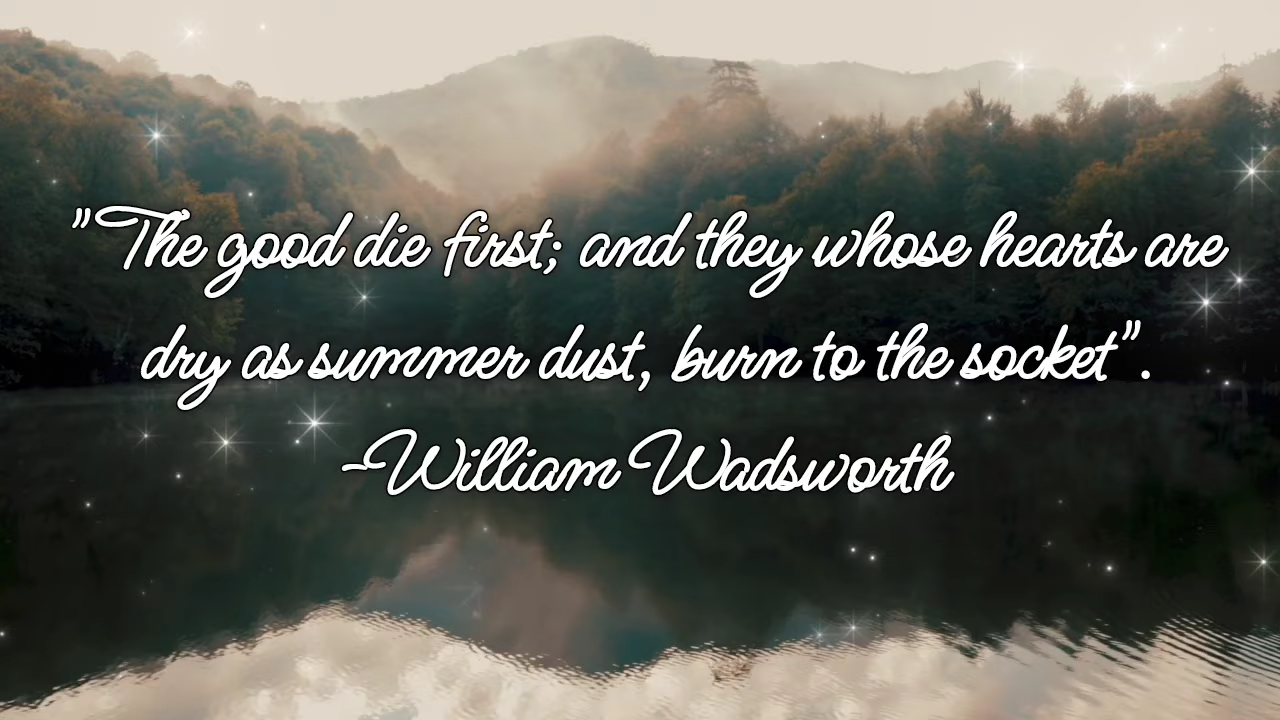 "The good die first; and they whose hearts are
dry as summer dust, burn to the socket".
-William Wadsworth